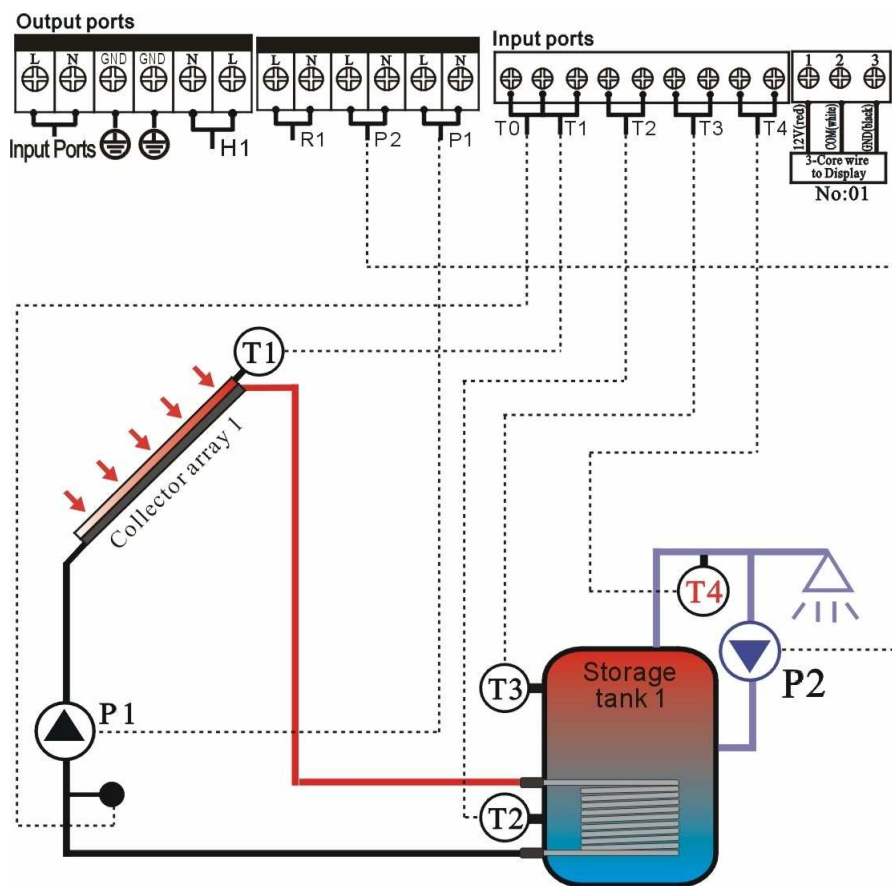 Output ports
Input ports
L N GND GND N L
L N L N L N
1 2 3
Input Ports
H1
R1
P2
P1
T0
T1
T2
T3
T4
12V(red)
COM(white)
GND(black)
3-Core wire
to Display
No:01
T1
Collector array 1
T4
P1
T3
Storage
tank 1
P2
T2